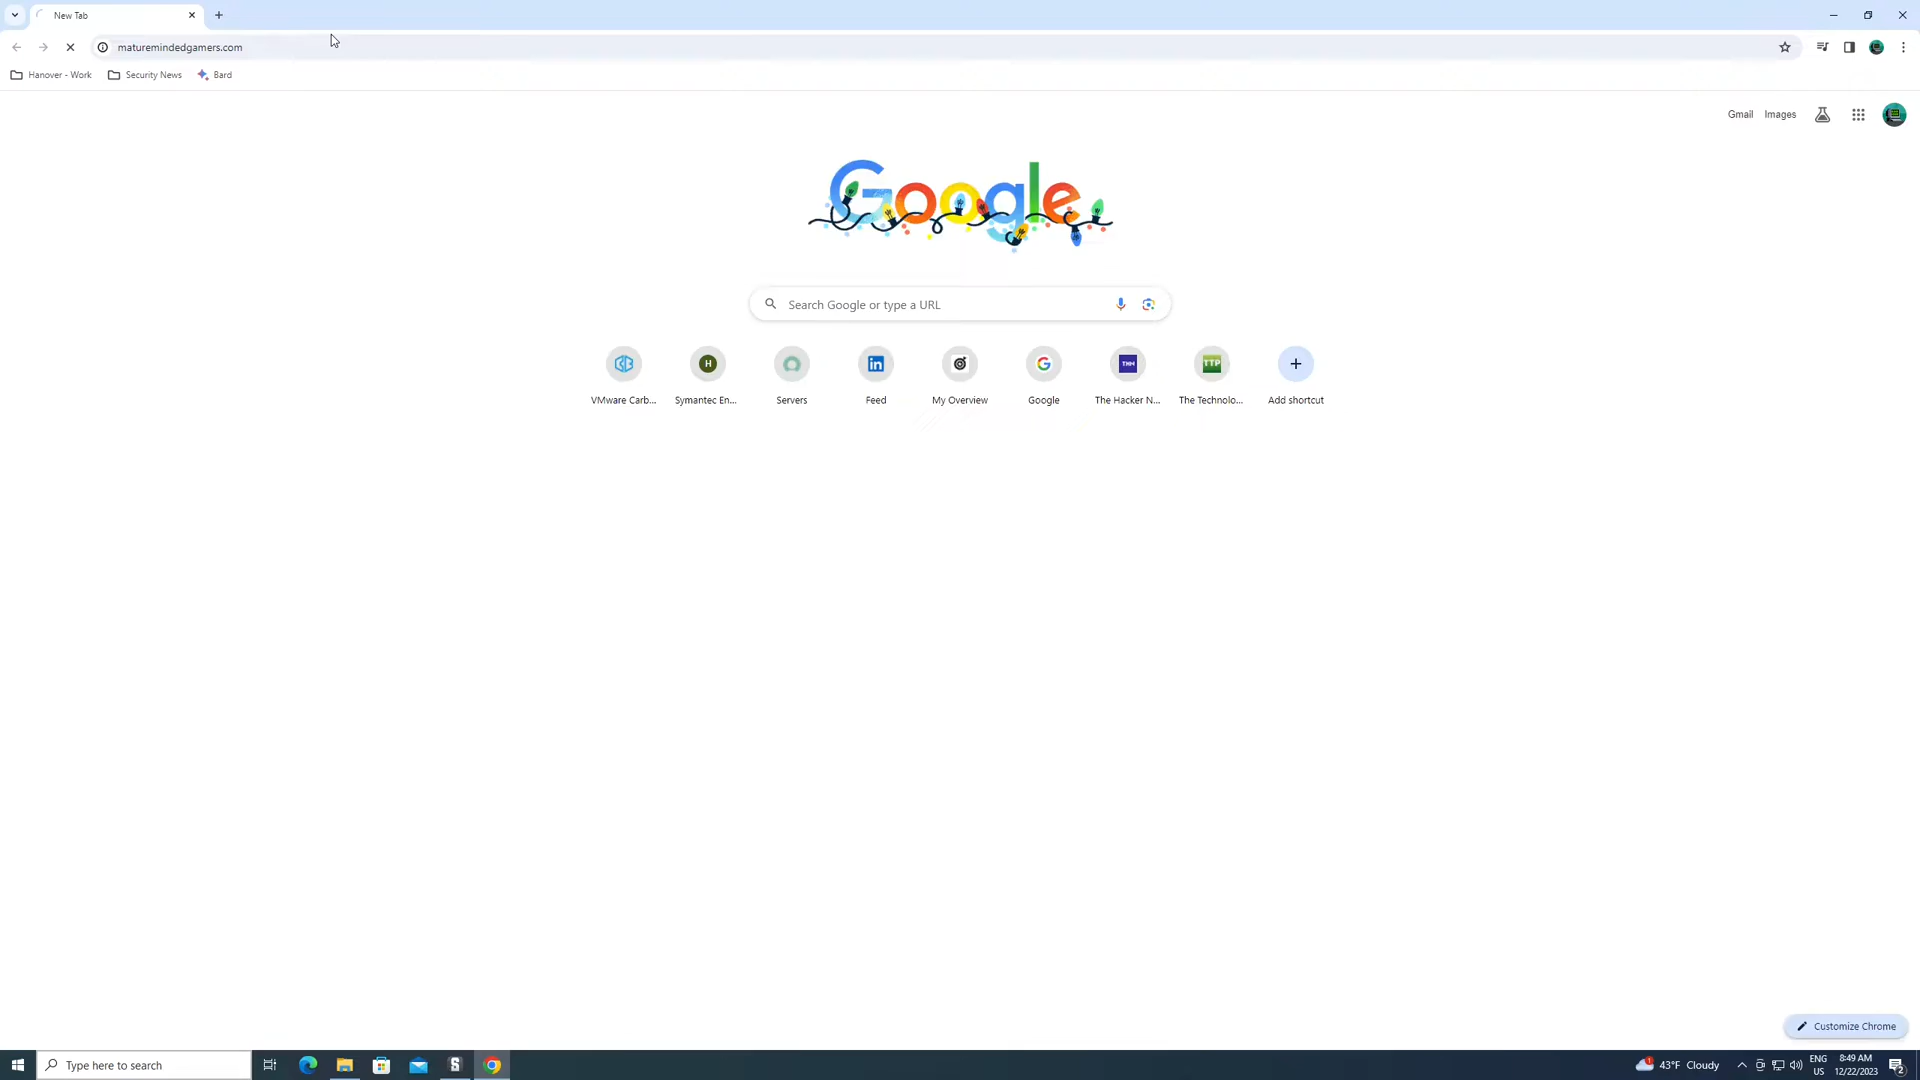 New Tab
maturemindedgamers.com
Hanover - Work Security News Bard
Gmail Images
Google
Search Google or type a URL
VMware Carb... Symantec En... Servers Feed My Overview Google The Hacker N... The Technolo... Add shortcut
Customize Chrome
Type here to search
43°F Cloudy
ENG
US
8:49 AM
12/22/2023